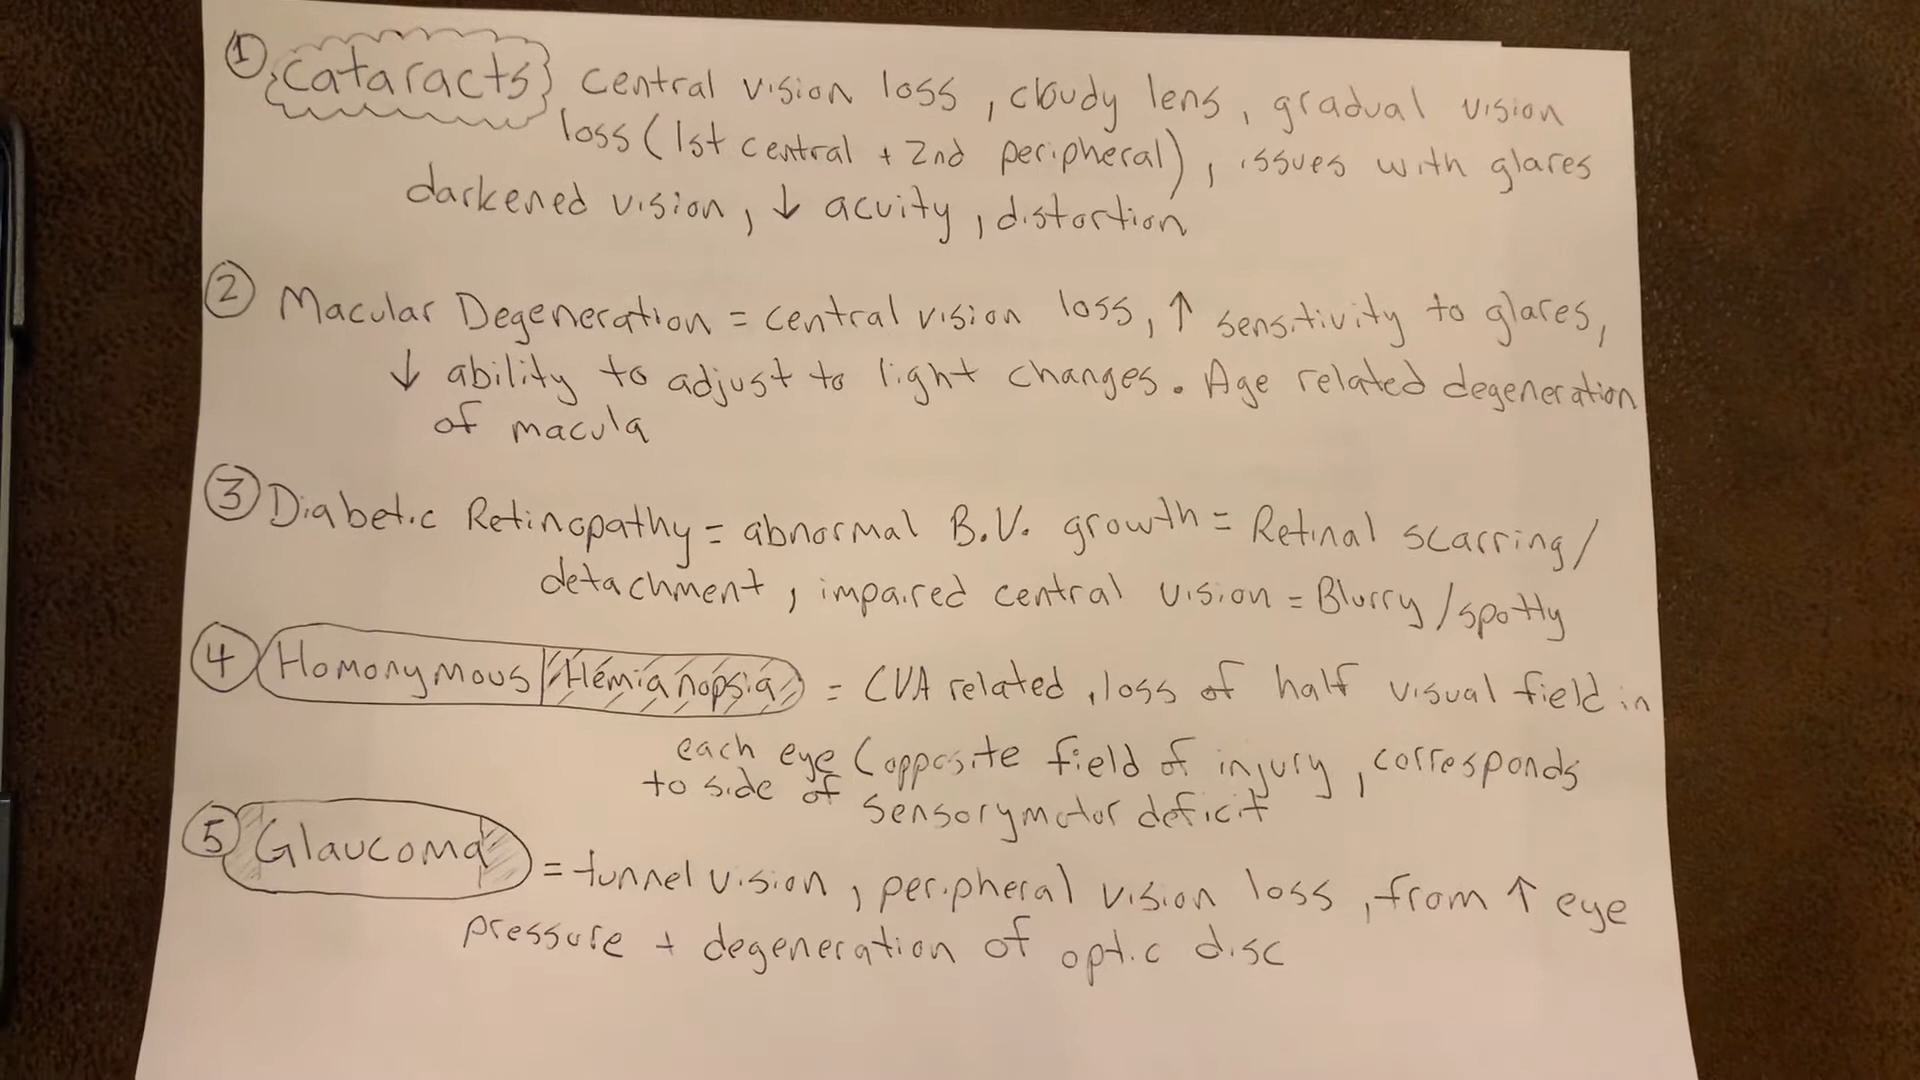 ① Cataracts central vision loss, cloudy lens, gradual vision
loss (1st central + 2nd peripheral), issues with glares
darkened vision, ↓ acuity, distortion
② Macular Degeneration = central vision loss, ↑ sensitivity to glares,
↓ ability to adjust to light changes. Age related degeneration
of macula
③ Diabetic Retinopathy = abnormal B.V. growth = Retinal scarring/
detachment, impaired central vision = Blurry/spotty
④ Homonymous Hemianopsia = CVA related, loss of half visual field in
each eye (opposite field of injury, corresponds
to side of sensorymotor deficit
⑤ Glaucoma = tunnel vision, peripheral vision loss, from ↑ eye
pressure + degeneration of optic disc